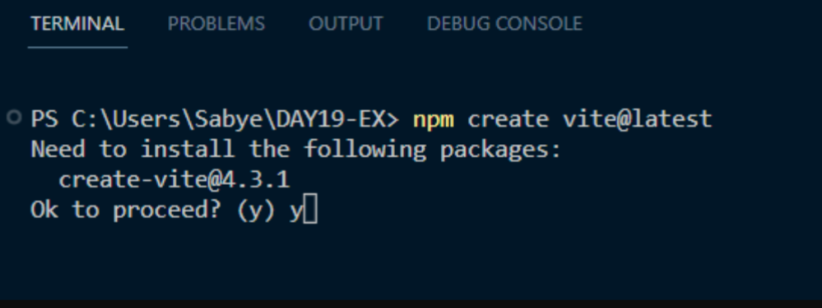 TERMINAL PROBLEMS OUTPUT DEBUG CONSOLE
PS C:\Users\Sabye\DAY19-EX> npm create vite@latest
Need to install the following packages:
  create-vite@4.3.1
Ok to proceed? (y) y